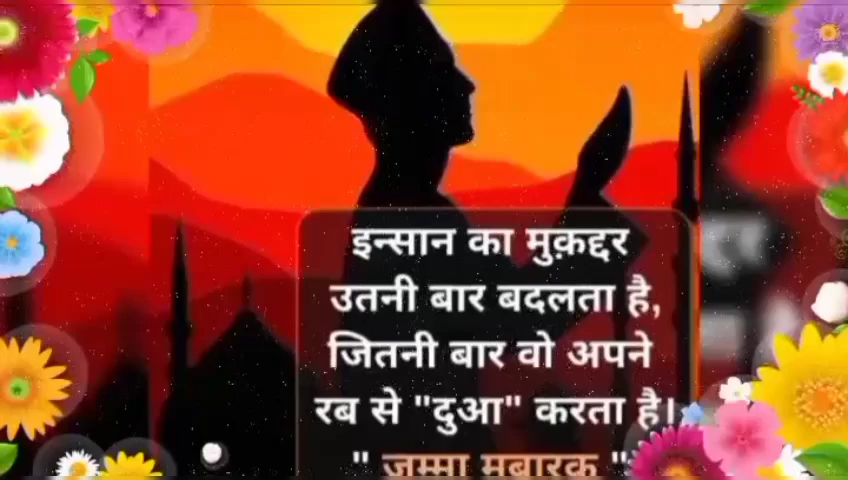 इन्सान का मुक़द्दर
उतनी बार बदलता है,
जितनी बार वो अपने
रब से "दुआ" करता है।
" जुम्मा मुबारक "